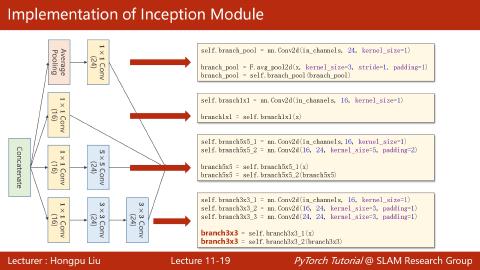 Implementation of Inception Module
Average Pooling
1×1 Conv (24)
self.branch_pool = nn.Conv2d(in_channels, 24, kernel_size=1)
branch_pool = F.avg_pool2d(x, kernel_size=3, stride=1, padding=1)
branch_pool = self.branch_pool(branch_pool)
1×1 Conv (16)
self.branch1x1 = nn.Conv2d(in_channels, 16, kernel_size=1)
branch1x1 = self.branch1x1(x)
Concatenate
1×1 Conv (16)
5×5 Conv (24)
self.branch5x5_1 = nn.Conv2d(in_channels,16, kernel_size=1)
self.branch5x5_2 = nn.Conv2d(16, 24, kernel_size=5, padding=2)
branch5x5 = self.branch5x5_1(x)
branch5x5 = self.branch5x5_2(branch5x5)
1×1 Conv (16)
3×3 Conv (24)
3×3 Conv (24)
self.branch3x3_1 = nn.Conv2d(in_channels, 16, kernel_size=1)
self.branch3x3_2 = nn.Conv2d(16, 24, kernel_size=3, padding=1)
self.branch3x3_3 = nn.Conv2d(24, 24, kernel_size=3, padding=1)
branch3x3 = self.branch3x3_1(x)
branch3x3 = self.branch3x3_2(branch3x3)
Lecturer : Hongpu Liu
Lecture 11-19
PyTorch Tutorial @ SLAM Research Group